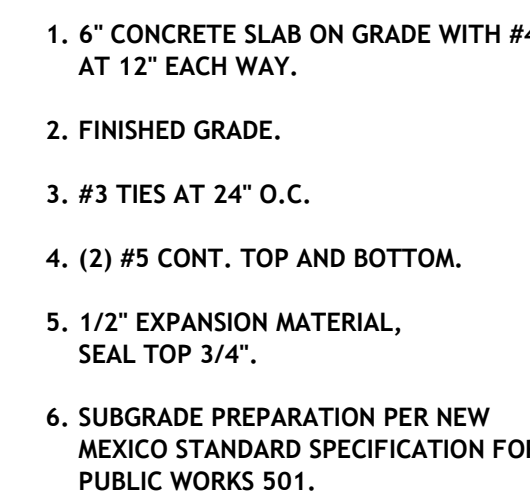 1. 6" CONCRETE SLAB ON GRADE WITH #4
AT 12" EACH WAY.
2. FINISHED GRADE.
3. #3 TIES AT 24" O.C.
4. (2) #5 CONT. TOP AND BOTTOM.
5. 1/2" EXPANSION MATERIAL,
SEAL TOP 3/4".
6. SUBGRADE PREPARATION PER NEW
MEXICO STANDARD SPECIFICATION FOR
PUBLIC WORKS 501.